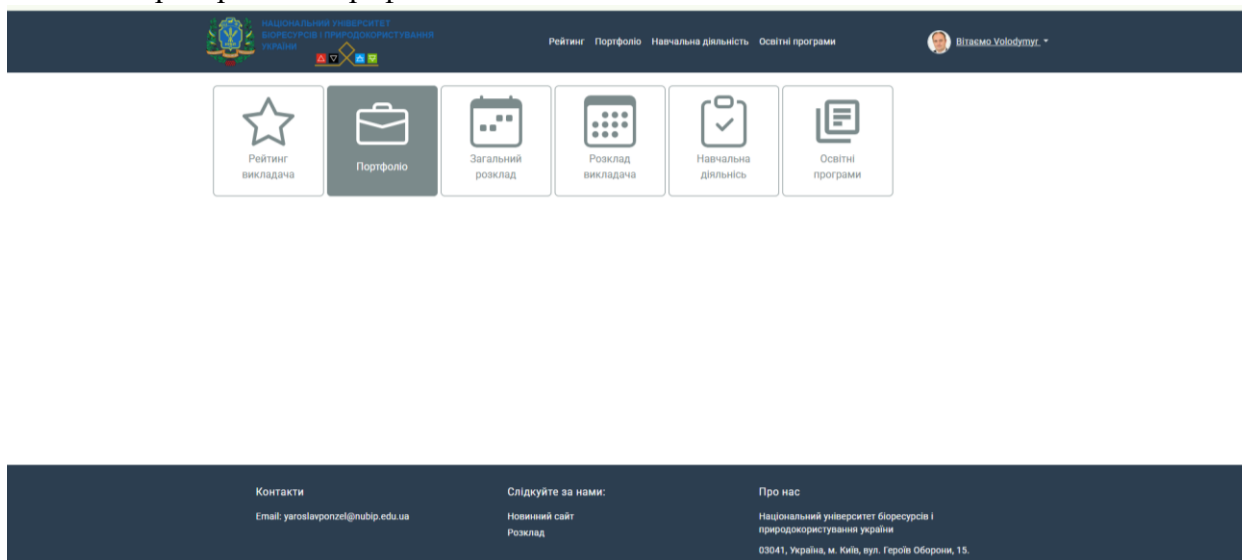 НАЦІОНАЛЬНИЙ УНІВЕРСИТЕТ
БІОРЕСУРСІВ І ПРИРОДОКОРИСТУВАННЯ
УКРАЇНИ
Рейтинг Портфоліо Навчальна діяльність Освітні програми
Вітаємо Volodymyr
Рейтинг
викладача
Портфоліо
Загальний
розклад
Розклад
викладача
Навчальна
діяльнісь
Освітні
програми
Контакти
Email: yaroslavponzel@nubip.edu.ua
Слідкуйте за нами:
Новинний сайт
Розклад
Про нас
Національний університет біоресурсів і
природокористування україни
03041, Україна, м. Київ, вул. Героїв Оборони, 15.